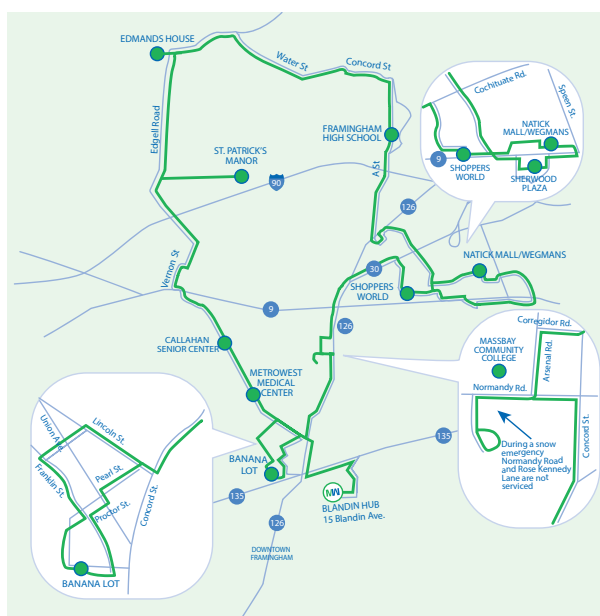 EDMANDS HOUSE
Water St
Concord St
Edgell Road
FRAMINGHAM
HIGH SCHOOL
A St
ST. PATRICK'S
MANOR
90
126
Cochituate Rd.
Speen St.
NATICK
MALL/WEGMANS
9
SHOPPERS
WORLD
SHERWOOD
PLAZA
Vernon St
30
NATICK MALL/WEGMANS
SHOPPERS
WORLD
9
126
CALLAHAN
SENIOR CENTER
METROWEST
MEDICAL
CENTER
Corregidor Rd.
MASSBAY
COMMUNITY
COLLEGE
Arsenal Rd.
Normandy Rd.
Concord St.
During a snow
emergency
Normandy Road
and Rose Kennedy
Lane are not
serviced
135
Union Ave.
Lincoln St.
Pearl St.
Franklin St.
Proctor St.
Concord St.
BANANA LOT
BANANA
LOT
135
BLANDIN HUB
15 Blandin Ave.
126
DOWNTOWN
FRAMINGHAM